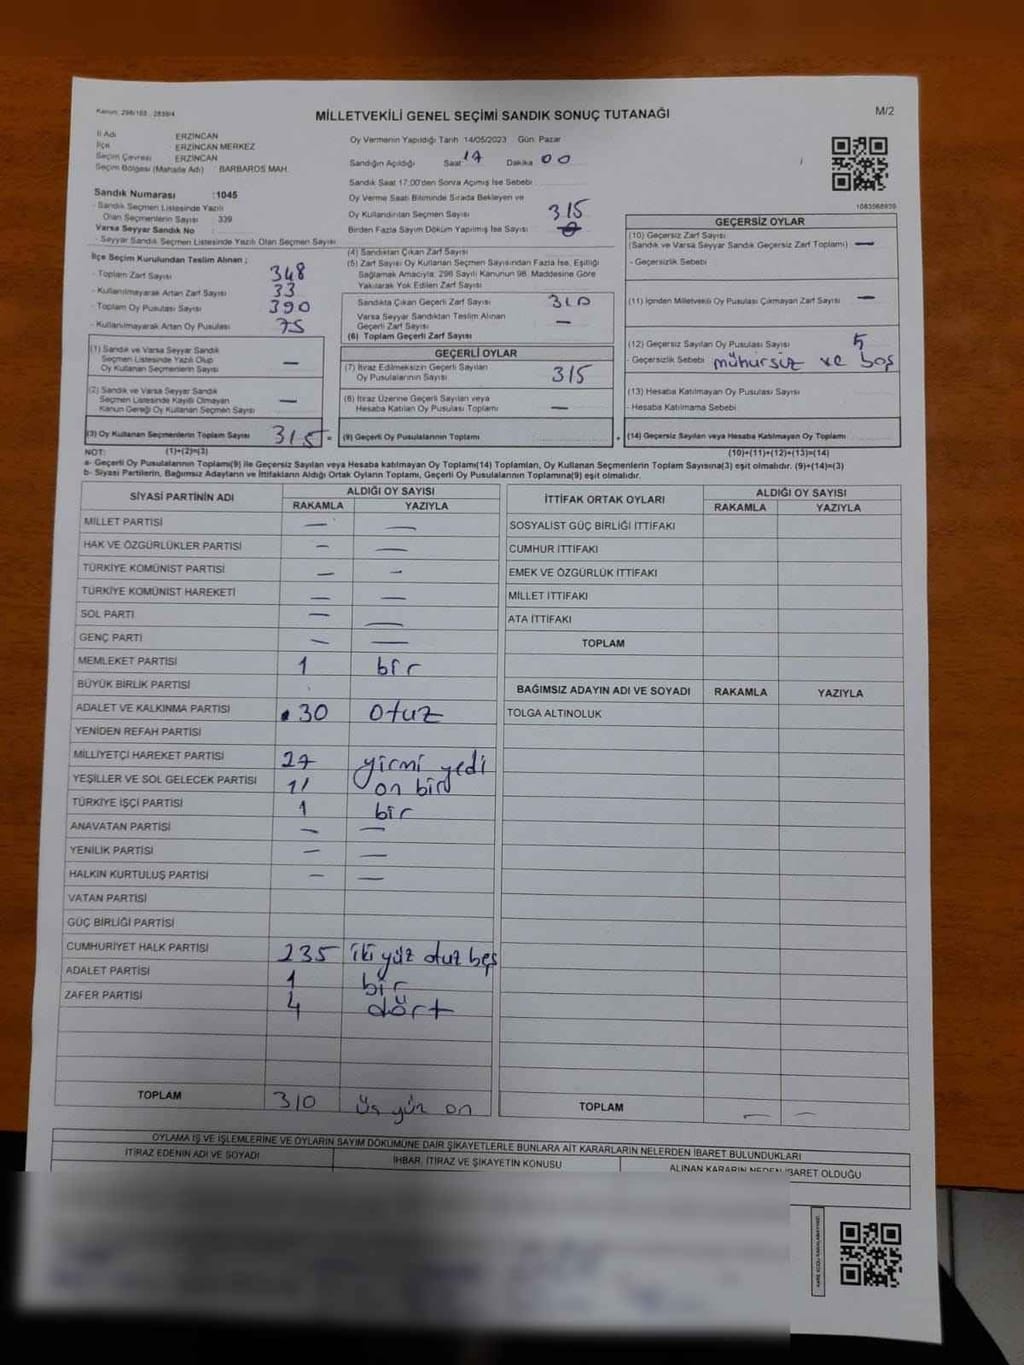 Kanun: 298/105 - 2839/4
MİLLETVEKİLİ GENEL SEÇİMİ SANDIK SONUÇ TUTANAĞI
M/2
İl Adı ERZİNCAN
İlçe ERZİNCAN MERKEZ
Seçim Çevresi ERZİNCAN
Seçim Bölgesi (Mahalle Adı) BARBAROS MAH.
Sandık Numarası :1045
- Sandık Seçmen Listesinde Yazılı
Olan Seçmenlerin Sayısı : 339
Varsa Seyyar Sandık No :
- Seyyar Sandık Seçmen Listesinde Yazılı Olan Seçmen Sayısı
İlçe Seçim Kurulundan Teslim Alınan ;
- Toplam Zarf Sayısı 348
- Kullanılmayarak Artan Zarf Sayısı 33
- Toplam Oy Pusulası Sayısı 390
- Kullanılmayarak Artan Oy Pusulası 75
(1) Sandık ve Varsa Seyyar Sandık
Seçmen Listesinde Yazılı Olup
Oy Kullanan Seçmenlerin Sayısı —
(2) Sandık ve Varsa Seyyar Sandık
Seçmen Listesinde Kayıtlı Olmayan
Kanun Gereği Oy Kullanan Seçmen Sayısı —
(3) Oy Kullanan Seçmenlerin Toplam Sayısı 315
Oy Vermenin Yapıldığı Tarih 14/05/2023 Gün: Pazar
Sandığın Açıldığı Saat 17 Dakika 00
Sandık Saat 17:00'den Sonra Açımış İse Sebebi
Oy Verme Saati Bitiminde Sırada Bekleyen ve
Oy Kullandırılan Seçmen Sayısı 315
Birden Fazla Sayım Döküm Yapılmış İse Sayısı
(4) Sandıktan Çıkan Zarf Sayısı
(5) Zarf Sayısı Oy Kullanan Seçmen Sayısından Fazla İse, Eşitliği
Sağlamak Amacıyla; 298 Sayılı Kanunun 98. Maddesine Göre
Yakılarak Yok Edilen Zarf Sayısı
Sandıkta Çıkan Geçerli Zarf Sayısı 310
Varsa Seyyar Sandıktan Teslim Alınan
Geçerli Zarf Sayısı —
(6) Toplam Geçerli Zarf Sayısı
GEÇERLİ OYLAR
(7) İtiraz Edilmeksizin Geçerli Sayılan
Oy Pusulalarının Sayısı 315
(8) İtiraz Üzerine Geçerli Sayılan veya
Hesaba Katılan Oy Pusulası Toplamı —
= (9) Geçerli Oy Pusulalarının Toplamı
1083968939
GEÇERSİZ OYLAR
(10) Geçersiz Zarf Sayısı
(Sandık ve Varsa Seyyar Sandık Geçersiz Zarf Toplamı) —
- Geçersizlik Sebebi
(11) İçinden Milletvekili Oy Pusulası Çıkmayan Zarf Sayısı —
(12) Geçersiz Sayılan Oy Pusulası Sayısı 5
Geçersizlik Sebebi mühürsiz ve boş
(13) Hesaba Katılmayan Oy Pusulası Sayısı
- Hesaba Katılmama Sebebi
+ (14) Geçersiz Sayılan veya Hesaba Katılmayan Oy Toplamı
NOT: (1)+(2)=(3) (10)+(11)+(12)+(13)=(14)
a- Geçerli Oy Pusulalarının Toplamı(9) ile Geçersiz Sayılan veya Hesaba katılmayan Oy Toplamı(14) Toplamları, Oy Kullanan Seçmenlerin Toplam Sayısına(3) eşit olmalıdır. (9)+(14)=(3)
b- Siyasi Partilerin, Bağımsız Adayların ve İttifakların Aldığı Ortak Oyların Toplamı, Geçerli Oy Pusulalarının Toplamına(9) eşit olmalıdır.
SİYASİ PARTİNİN ADI
ALDIĞI OY SAYISI
RAKAMLA YAZIYLA
MİLLET PARTİSİ — —
HAK VE ÖZGÜRLÜKLER PARTİSİ — —
TÜRKİYE KOMÜNİST PARTİSİ — —
TÜRKİYE KOMÜNİST HAREKETİ — —
SOL PARTİ — —
GENÇ PARTİ — —
MEMLEKET PARTİSİ 1 bir
BÜYÜK BİRLİK PARTİSİ
ADALET VE KALKINMA PARTİSİ 30 otuz
YENİDEN REFAH PARTİSİ
MİLLİYETÇİ HAREKET PARTİSİ 27 yirmi yedi
YEŞİLLER VE SOL GELECEK PARTİSİ 11 on bir
TÜRKİYE İŞÇİ PARTİSİ 1 bir
ANAVATAN PARTİSİ — —
YENİLİK PARTİSİ — —
HALKIN KURTULUŞ PARTİSİ — —
VATAN PARTİSİ
GÜÇ BİRLİĞİ PARTİSİ
CUMHURİYET HALK PARTİSİ 235 iki yüz otuz beş
ADALET PARTİSİ 1 bir
ZAFER PARTİSİ 4 dört
TOPLAM 310 üç yüz on
İTTİFAK ORTAK OYLARI
ALDIĞI OY SAYISI
RAKAMLA YAZIYLA
SOSYALİST GÜÇ BİRLİĞİ İTTİFAKI
CUMHUR İTTİFAKI
EMEK VE ÖZGÜRLÜK İTTİFAKI
MİLLET İTTİFAKI
ATA İTTİFAKI
TOPLAM
BAĞIMSIZ ADAYIN ADI VE SOYADI RAKAMLA YAZIYLA
TOLGA ALTINOLUK
TOPLAM — —
OYLAMA İŞ VE İŞLEMLERİNE VE OYLARIN SAYIM DÖKÜMÜNE DAİR ŞİKAYETLERLE BUNLARA AİT KARARLARIN NELERDEN İBARET BULUNDUKLARI
İTİRAZ EDENİN ADI VE SOYADI İHBAR, İTİRAZ VE ŞİKAYETİN KONUSU ALINAN KARARIN NEDEN İBARET OLDUĞU